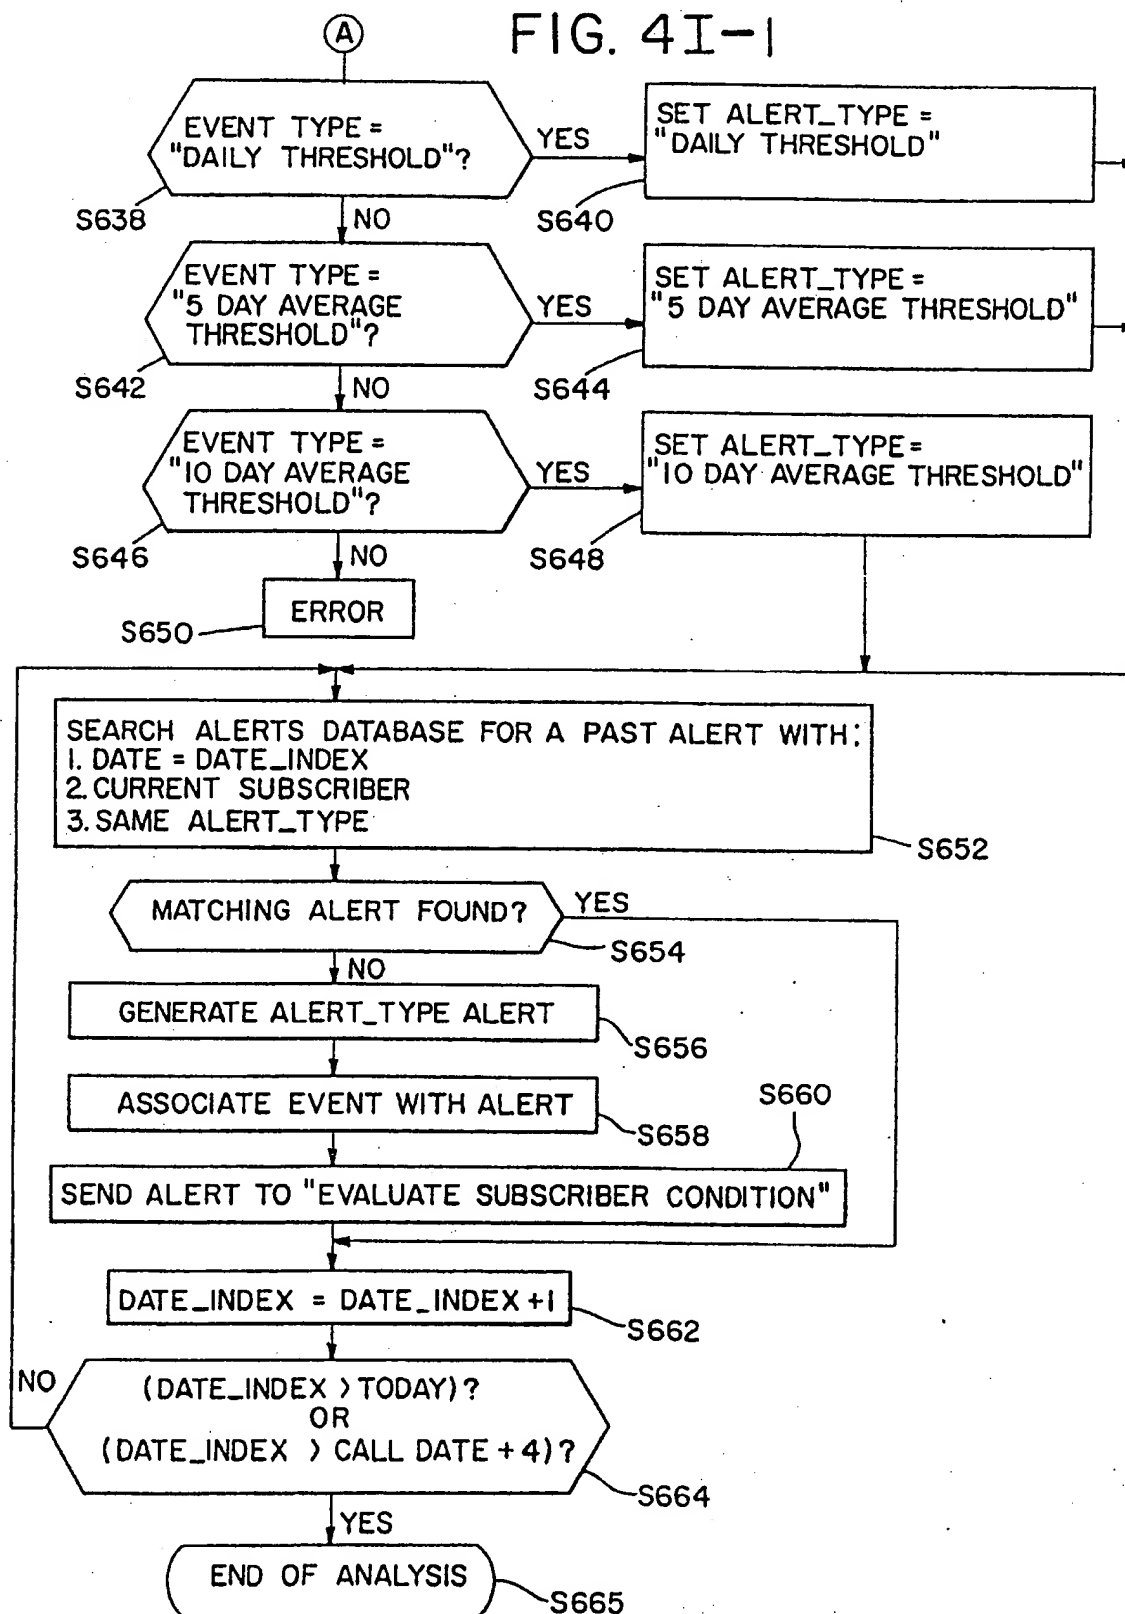 A
FIG. 4I-1
EVENT TYPE =
"DAILY THRESHOLD"?
YES
SET ALERT_TYPE =
"DAILY THRESHOLD"
S638
NO
S640
EVENT TYPE =
"5 DAY AVERAGE
THRESHOLD"?
YES
SET ALERT_TYPE =
"5 DAY AVERAGE THRESHOLD"
S642
NO
S644
EVENT TYPE =
"10 DAY AVERAGE
THRESHOLD"?
YES
SET ALERT_TYPE=
"10 DAY AVERAGE THRESHOLD"
S646
NO
S648
ERROR
S650
SEARCH ALERTS DATABASE FOR A PAST ALERT WITH:
1. DATE = DATE_INDEX
2. CURRENT SUBSCRIBER
3. SAME ALERT_TYPE
S652
MATCHING ALERT FOUND?
YES
S654
NO
GENERATE ALERT_TYPE ALERT
S656
ASSOCIATE EVENT WITH ALERT
S658
S660
SEND ALERT TO "EVALUATE SUBSCRIBER CONDITION"
DATE_INDEX = DATE_INDEX +1
S662
NO
(DATE_INDEX > TODAY)?
OR
(DATE_INDEX > CALL DATE + 4)?
S664
YES
END OF ANALYSIS
S665